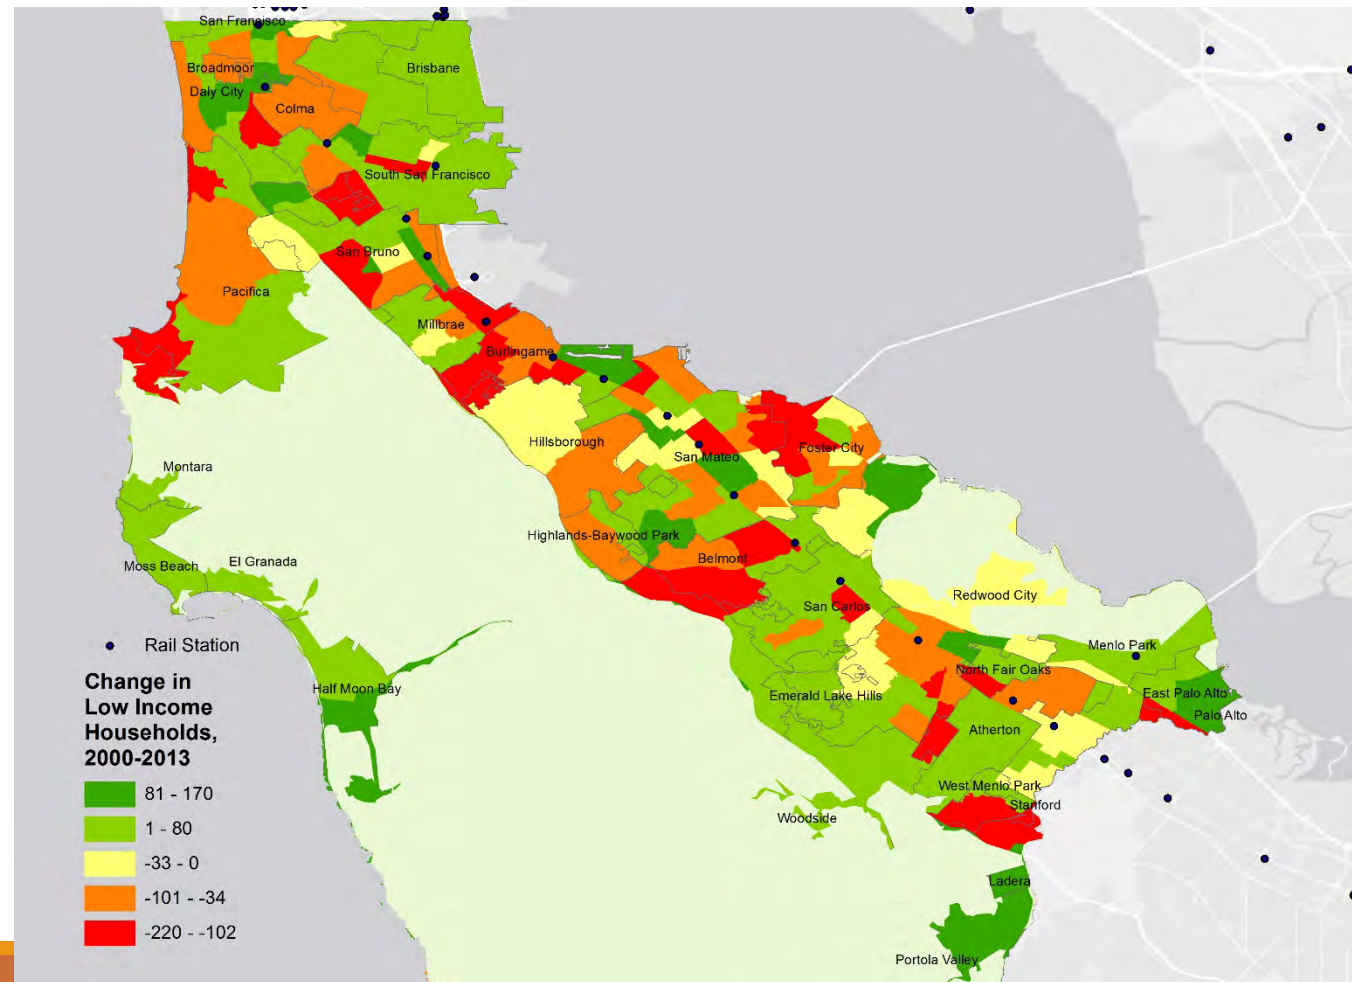 San Francisco
Broadmoor
Brisbane
Daly City
Colma
South San Francisco
San Bruno
Pacifica
Millbrae
Burlingame
Hillsborough
Foster City
San Mateo
Montara
Highlands-Baywood Park
Belmont
Moss Beach
El Granada
Redwood City
San Carlos
Menlo Park
Rail Station
North Fair Oaks
Half Moon Bay
Emerald Lake Hills
East Palo Alto
Palo Alto
Atherton
West Menlo Park
Stanford
Woodside
Ladera
Portola Valley
Change in
Low Income
Households,
2000-2013
81 - 170
1 - 80
-33 - 0
-101 - -34
-220 - -102